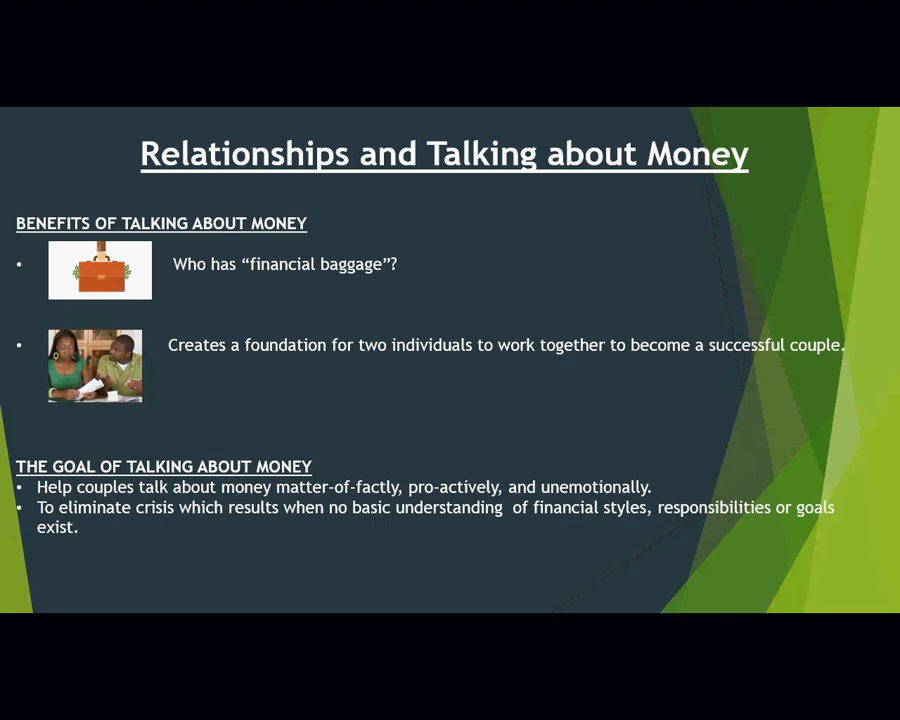 Relationships and Talking about Money
BENEFITS OF TALKING ABOUT MONEY
• Who has “financial baggage”?
• Creates a foundation for two individuals to work together to become a successful couple.
THE GOAL OF TALKING ABOUT MONEY
• Help couples talk about money matter-of-factly, pro-actively, and unemotionally.
• To eliminate crisis which results when no basic understanding  of financial styles, responsibilities or goals
exist.